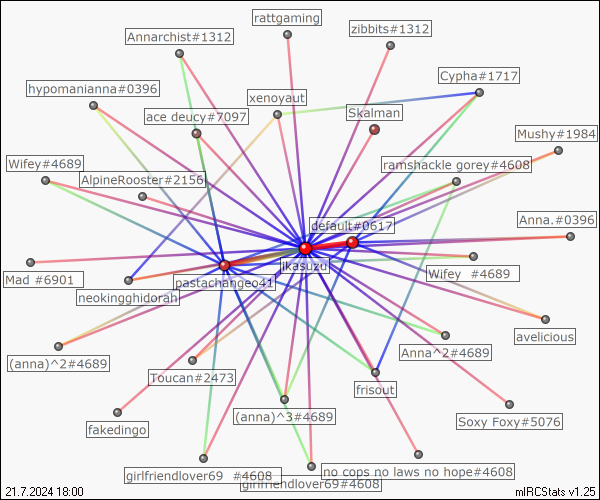 rattgaming
Annarchist#1312
zibbits#1312
Cypha#1717
hypomanianna#0396
xenoyaut
ace deucy#7097
Skalman
Mushy#1984
Wifey#4689
AlpineRooster#2156
ramshackle gorey#4608
default#0617
Anna.#0396
ikasuzu
Mad #6901
pastachangeo41
Wifey  #4689
neokingghidorah
avelicious
(anna)^2#4689
Anna^2#4689
Toucan#2473
frisout
(anna)^3#4689
Soxy Foxy#5076
fakedingo
girlfriendlover69  #4608
no cops no laws no hope#4608
girlfriendlover69#4608
21.7.2024 18:00
mIRCStats v1.25